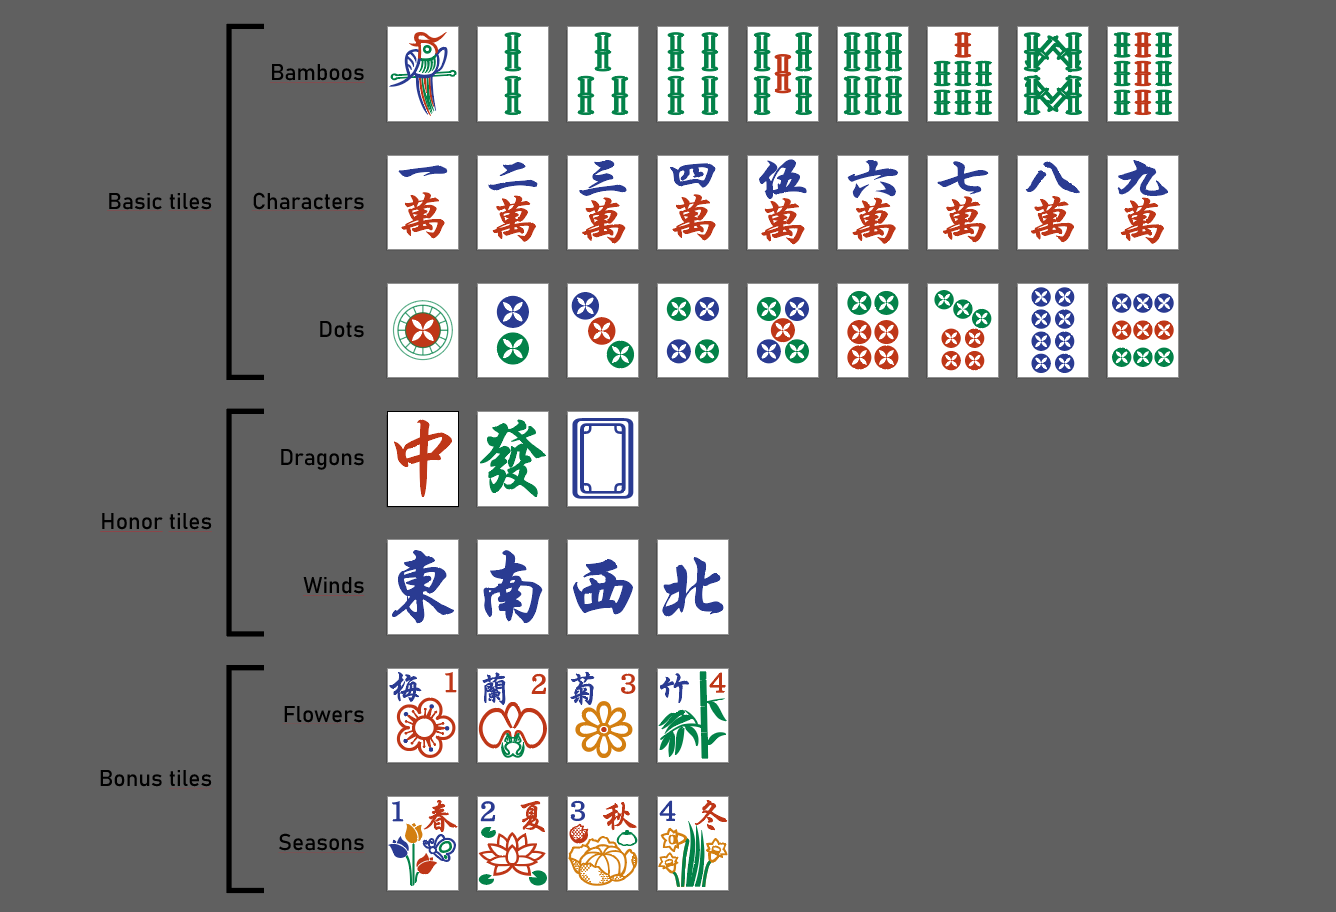 Bamboos
Basic tiles
Characters
一 二 三 四 伍 六 七 八 九
萬 萬 萬 萬 萬 萬 萬 萬 萬
Dots
Honor tiles
Dragons
中 發
Winds
東 南 西 北
Bonus tiles
Flowers
梅 1 蘭 2 菊 3 竹 4
Seasons
1 春 2 夏 3 秋 4 冬